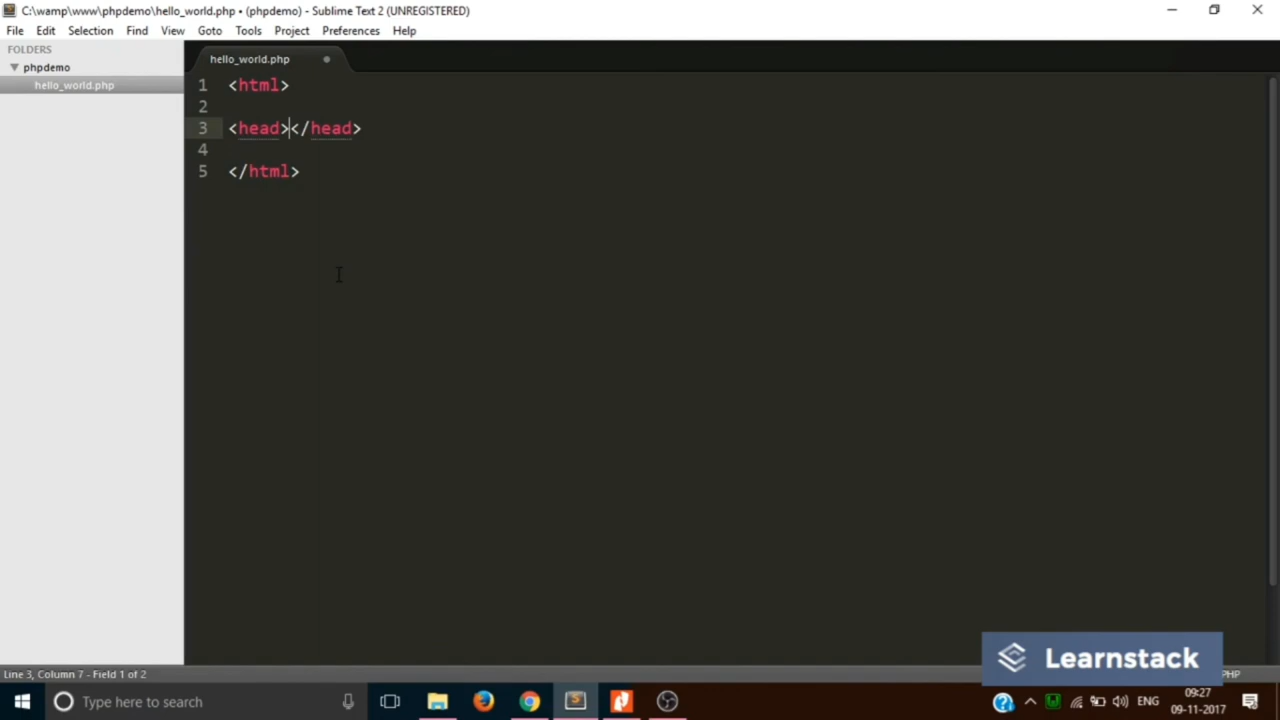 C:\wamp\www\phpdemo\hello_world.php • (phpdemo) - Sublime Text 2 (UNREGISTERED)
File Edit Selection Find View Goto Tools Project Preferences Help
FOLDERS
phpdemo
hello_world.php
hello_world.php
1 <html>
2
3 <head></head>
4
5 </html>
Learnstack
Line 3, Column 7 - Field 1 of 2
PHP
Type here to search
ENG
09:27
09-11-2017